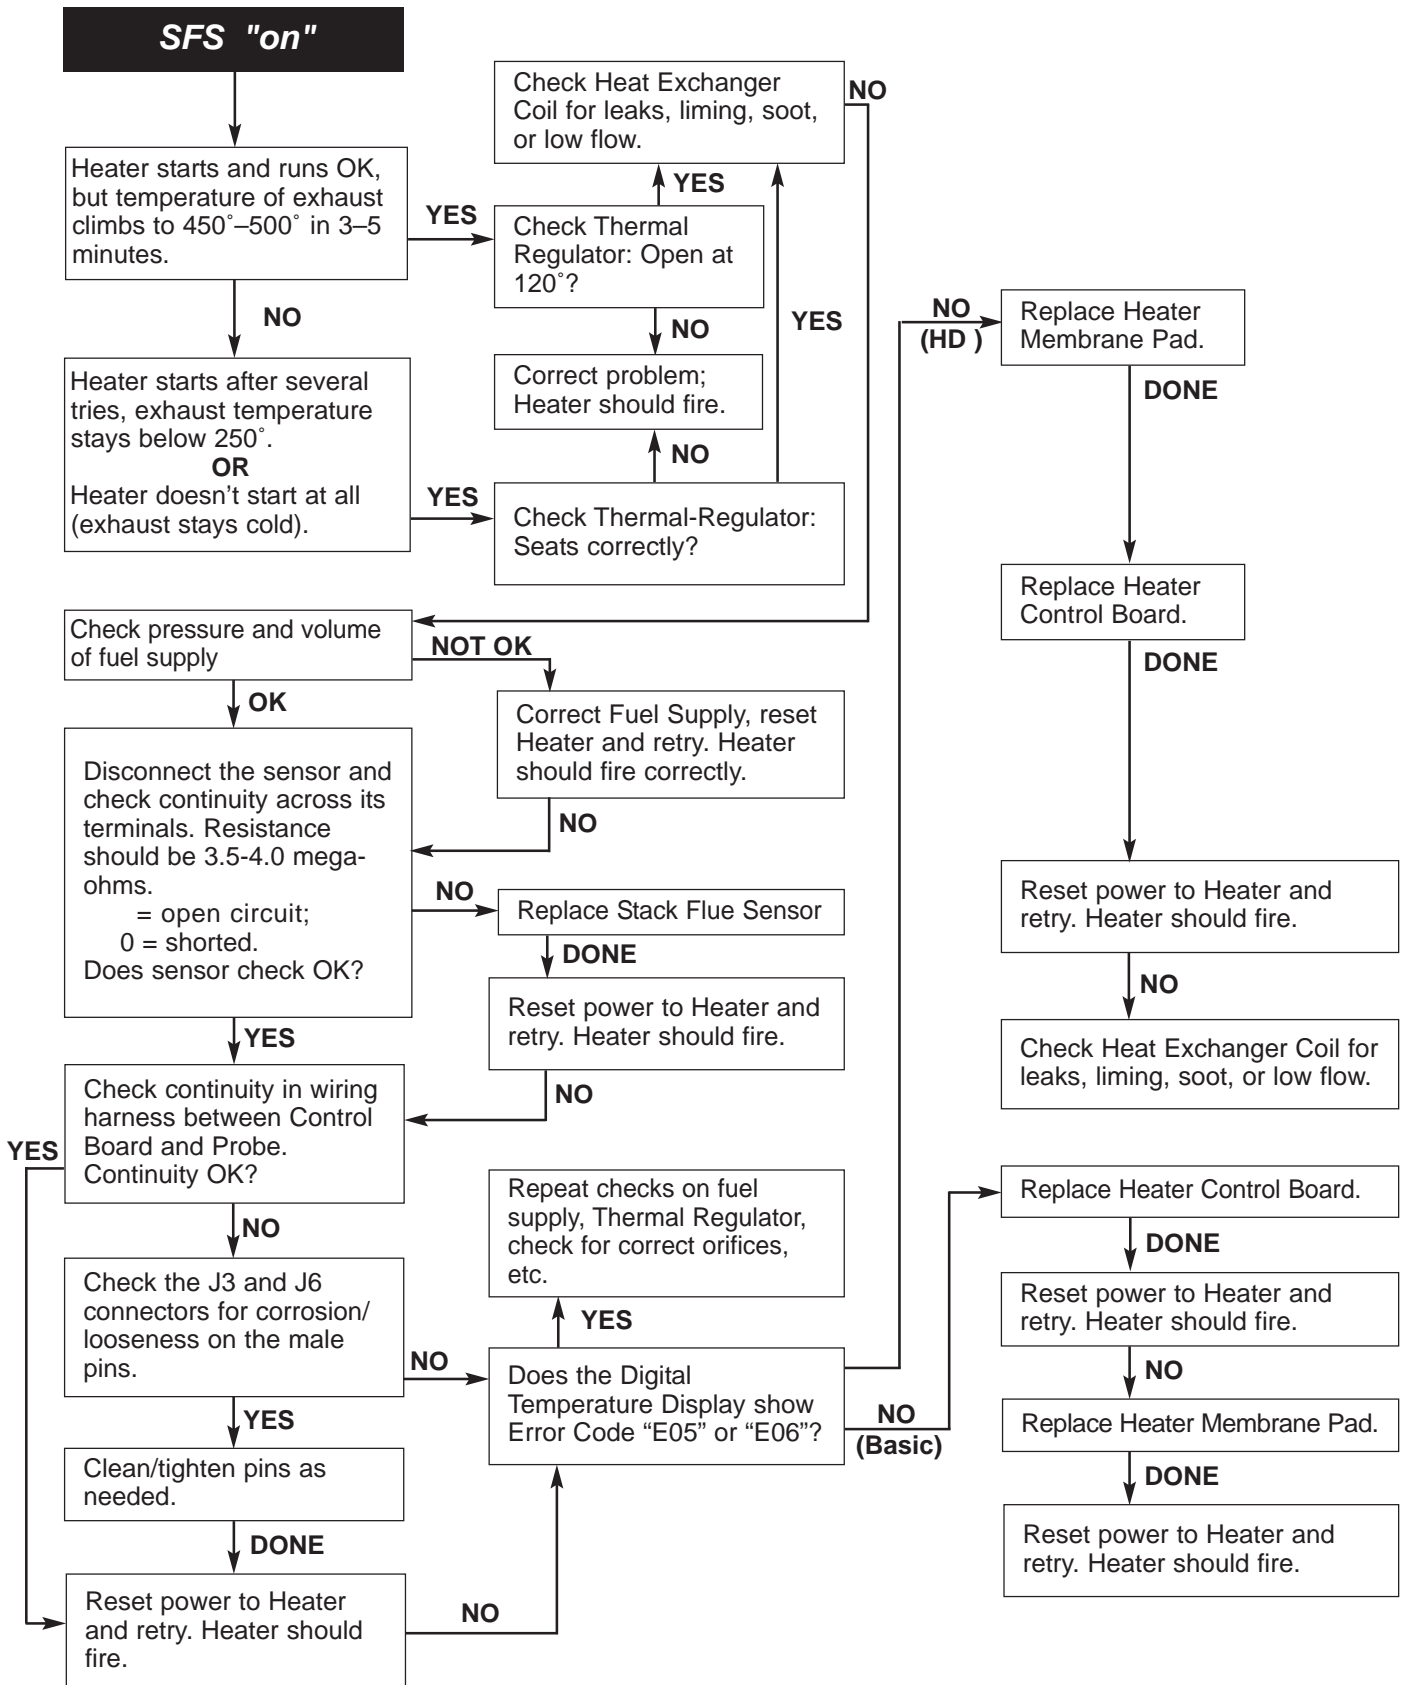 SFS "on"
Heater starts and runs OK,
but temperature of exhaust
climbs to 450˚–500˚ in 3–5
minutes.
YES
NO
Check Heat Exchanger
Coil for leaks, liming, soot,
or low flow.
NO
YES
Check Thermal
Regulator: Open at
120˚?
NO
YES
Correct problem;
Heater should fire.
NO
Heater starts after several
tries, exhaust temperature
stays below 250˚.
OR
Heater doesn't start at all
(exhaust stays cold).
YES
Check Thermal-Regulator:
Seats correctly?
Check pressure and volume
of fuel supply
NOT OK
OK
Correct Fuel Supply, reset
Heater and retry. Heater
should fire correctly.
NO
Disconnect the sensor and
check continuity across its
terminals. Resistance
should be 3.5-4.0 mega-
ohms.
= open circuit;
0 = shorted.
Does sensor check OK?
NO
Replace Stack Flue Sensor
DONE
Reset power to Heater and
retry. Heater should fire.
NO
YES
Check continuity in wiring
harness between Control
Board and Probe.
Continuity OK?
YES
NO
Check the J3 and J6
connectors for corrosion/
looseness on the male
pins.
NO
YES
Clean/tighten pins as
needed.
DONE
Reset power to Heater
and retry. Heater should
fire.
NO
Repeat checks on fuel
supply, Thermal Regulator,
check for correct orifices,
etc.
YES
Does the Digital
Temperature Display show
Error Code “E05” or “E06”?
NO
(HD )
Replace Heater
Membrane Pad.
DONE
Replace Heater
Control Board.
DONE
Reset power to Heater and
retry. Heater should fire.
NO
Check Heat Exchanger Coil for
leaks, liming, soot, or low flow.
NO
(Basic)
Replace Heater Control Board.
DONE
Reset power to Heater and
retry. Heater should fire.
NO
Replace Heater Membrane Pad.
DONE
Reset power to Heater and
retry. Heater should fire.